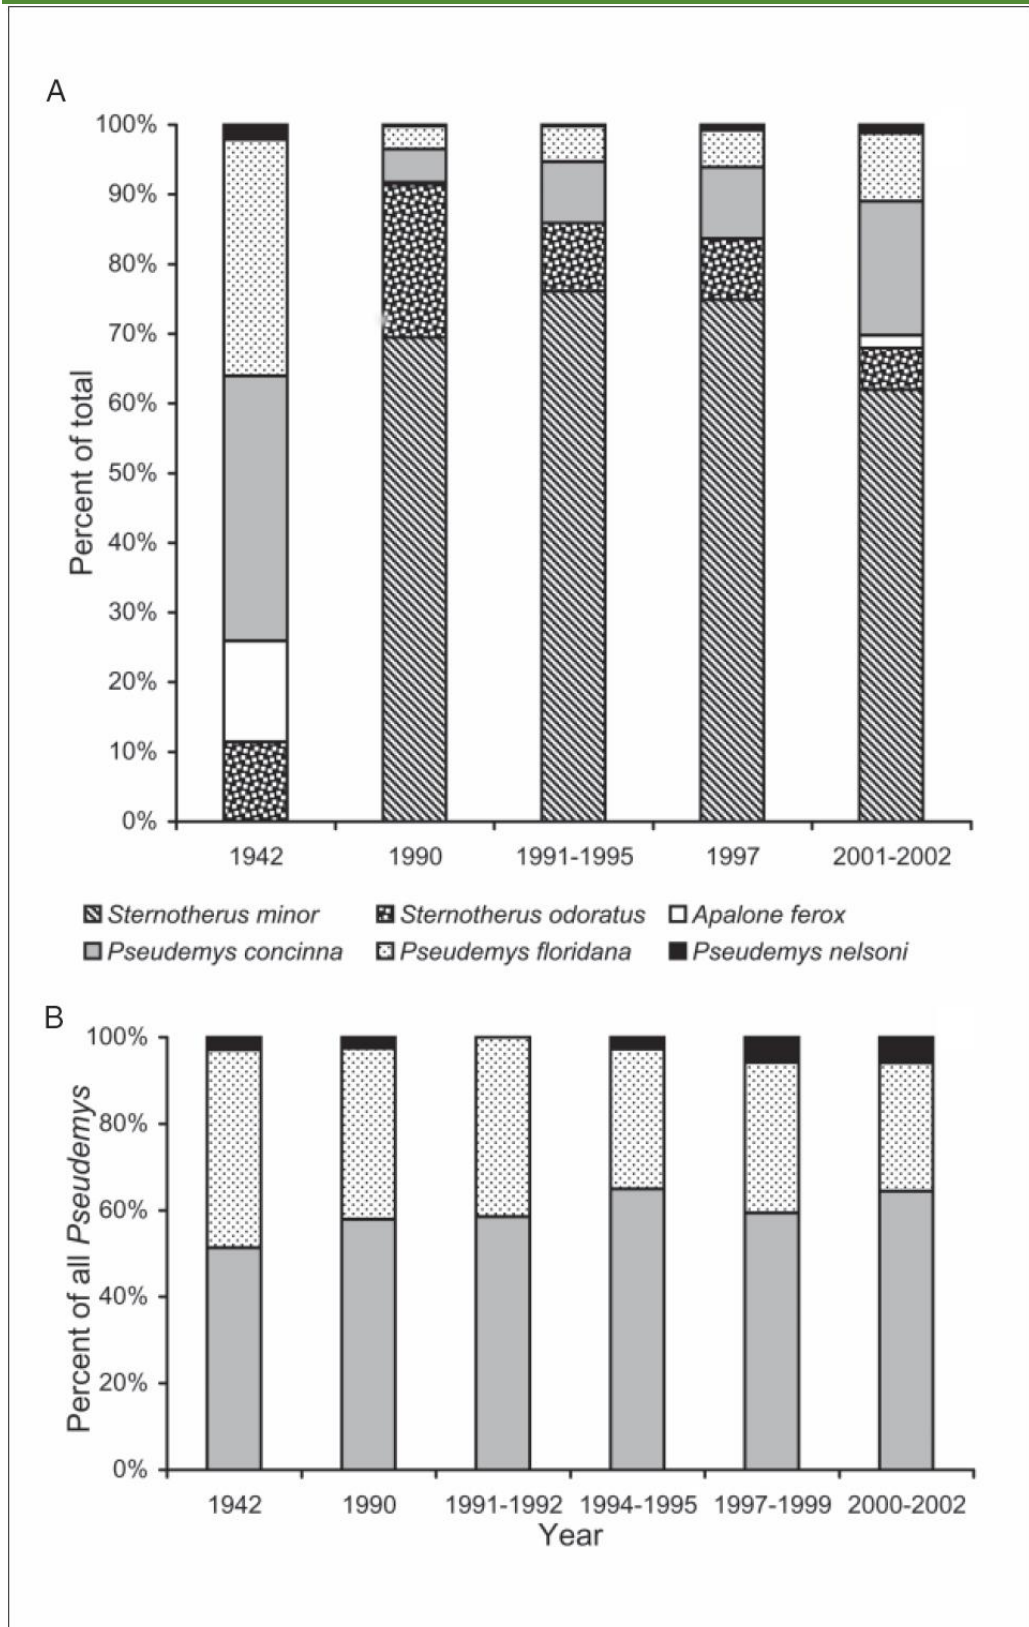 A
100%
90%
80%
70%
60%
50%
40%
30%
20%
10%
0%
Percent of total
1942 1990 1991-1995 1997 2001-2002
Sternotherus minor Sternotherus odoratus Apalone ferox
Pseudemys concinna Pseudemys floridana Pseudemys nelsoni
B
100%
80%
60%
40%
20%
0%
Percent of all Pseudemys
1942 1990 1991-1992 1994-1995 1997-1999 2000-2002
Year